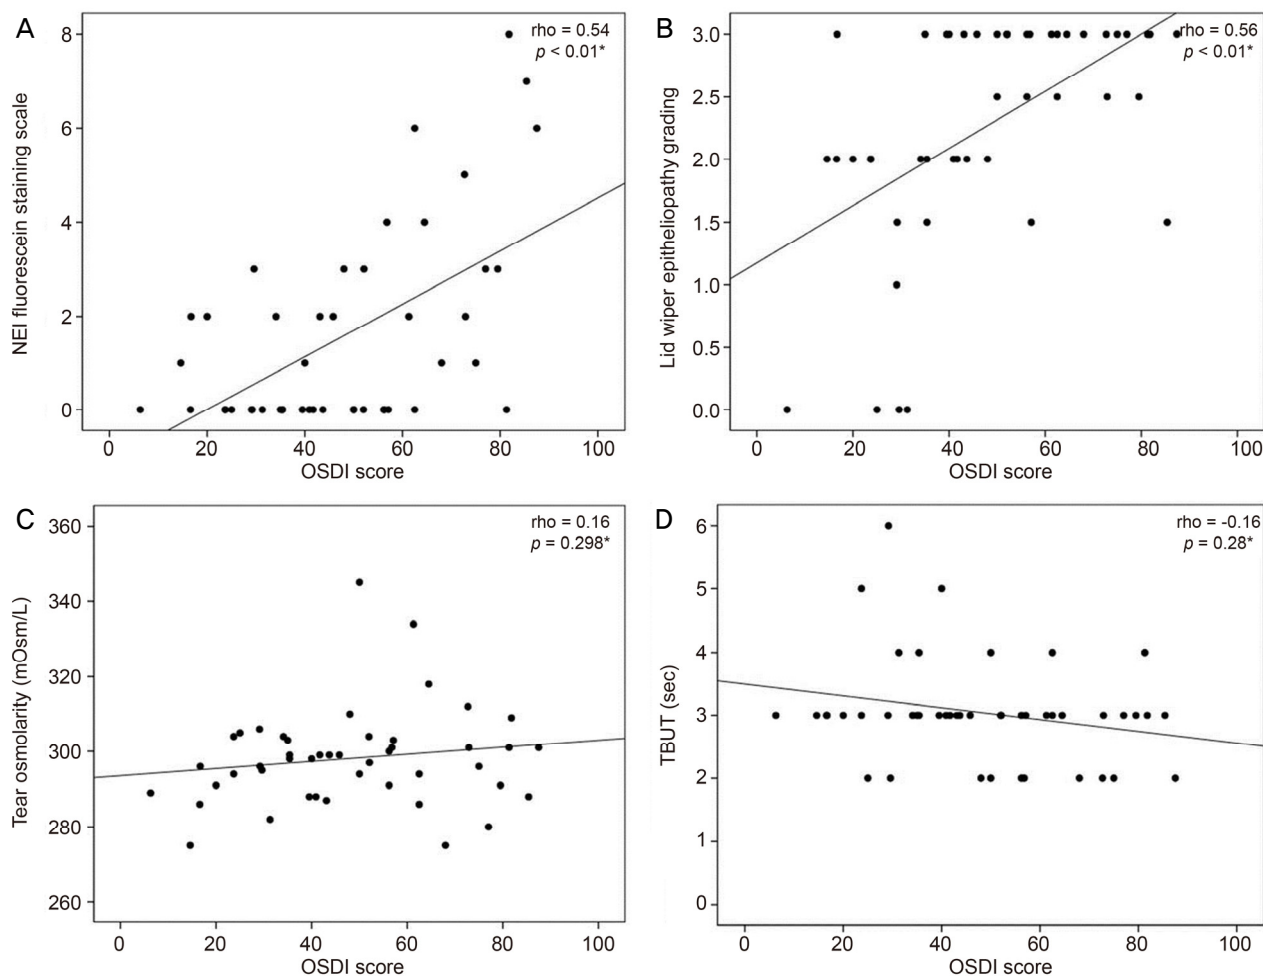 A
rho = 0.54
p < 0.01*
NEI fluorescein staining scale
8
6
4
2
0
0 20 40 60 80 100
OSDI score
B
rho = 0.56
p < 0.01*
Lid wiper epitheliopathy grading
3.0
2.5
2.0
1.5
1.0
0.5
0.0
0 20 40 60 80 100
OSDI score
C
rho = 0.16
p = 0.298*
Tear osmolarity (mOsm/L)
360
340
320
300
280
260
0 20 40 60 80 100
OSDI score
D
rho = -0.16
p = 0.28*
TBUT (sec)
6
5
4
3
2
1
0
0 20 40 60 80 100
OSDI score